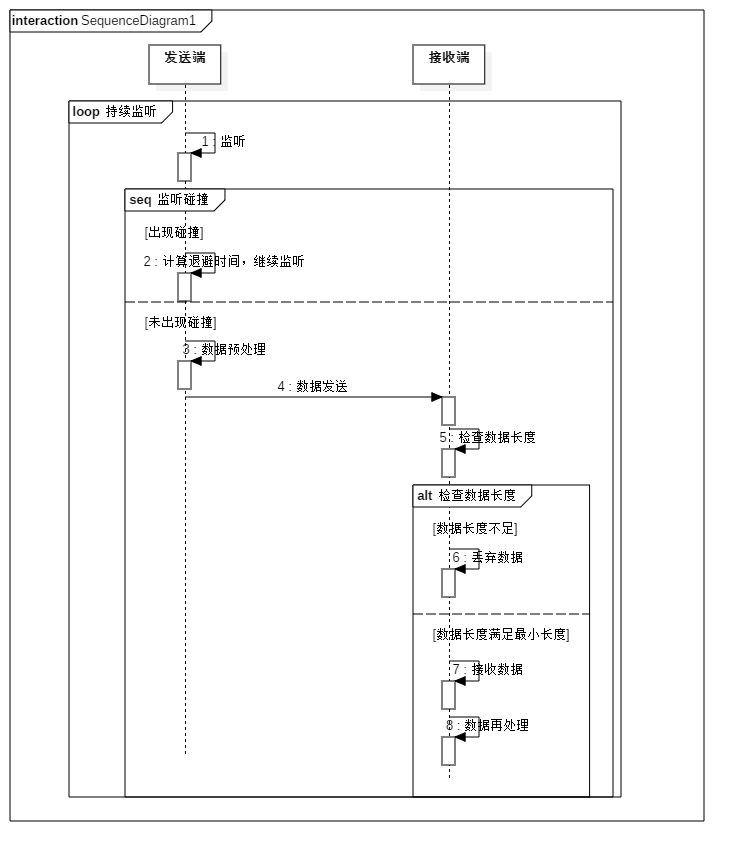 interaction SequenceDiagram1
发送端
接收端
loop 持续监听
1 : 监听
seq 监听碰撞
[出现碰撞]
2 : 计算退避时间，继续监听
[未出现碰撞]
3 : 数据预处理
4 : 数据发送
5 : 检查数据长度
alt 检查数据长度
[数据长度不足]
6 : 丢弃数据
[数据长度满足最小长度]
7 : 接收数据
8 : 数据再处理